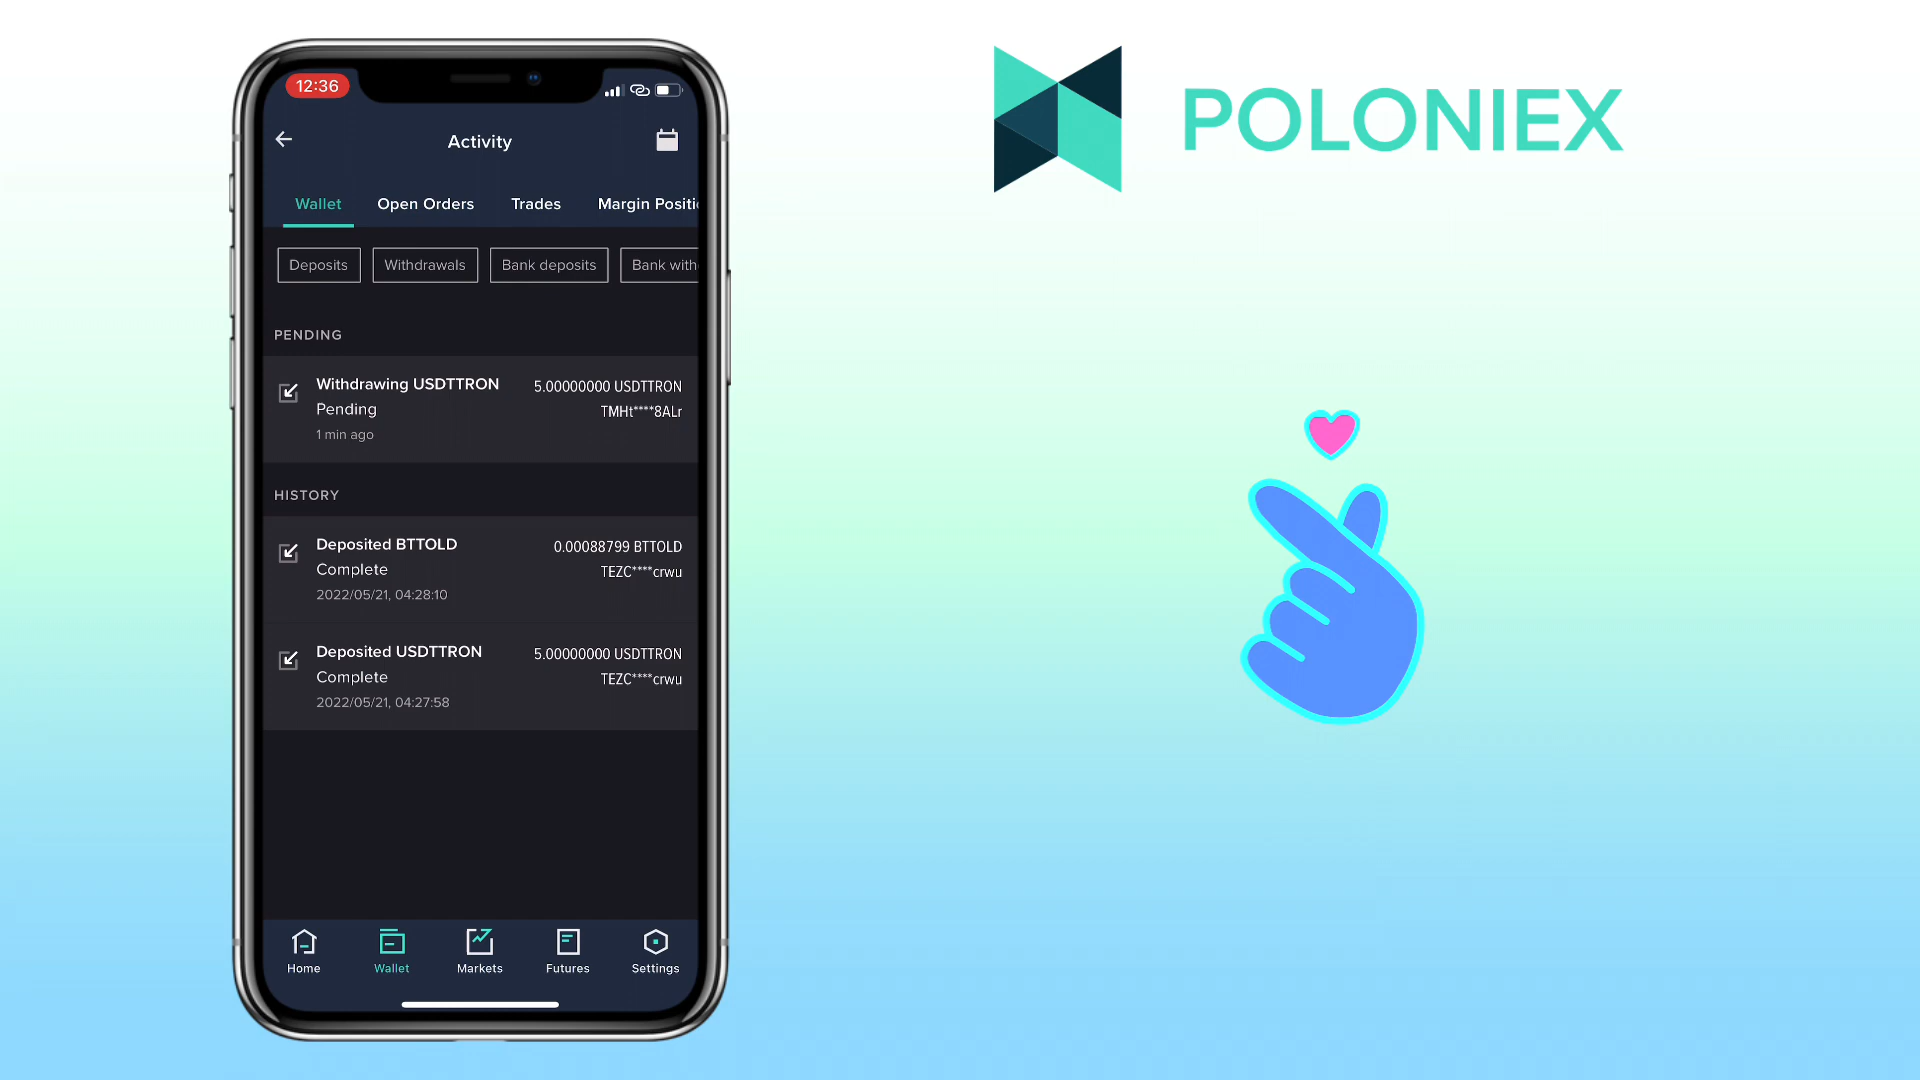 12:36
Activity
Wallet Open Orders Trades Margin Positi
Deposits Withdrawals Bank deposits Bank with
PENDING
Withdrawing USDTTRON 5.00000000 USDTTRON
Pending TMHt****8ALr
1 min ago
HISTORY
Deposited BTTOLD 0.00088799 BTTOLD
Complete TEZC****crwu
2022/05/21, 04:28:10
Deposited USDTTRON 5.00000000 USDTTRON
Complete TEZC****crwu
2022/05/21, 04:27:58
Home Wallet Markets Futures Settings
POLONIEX